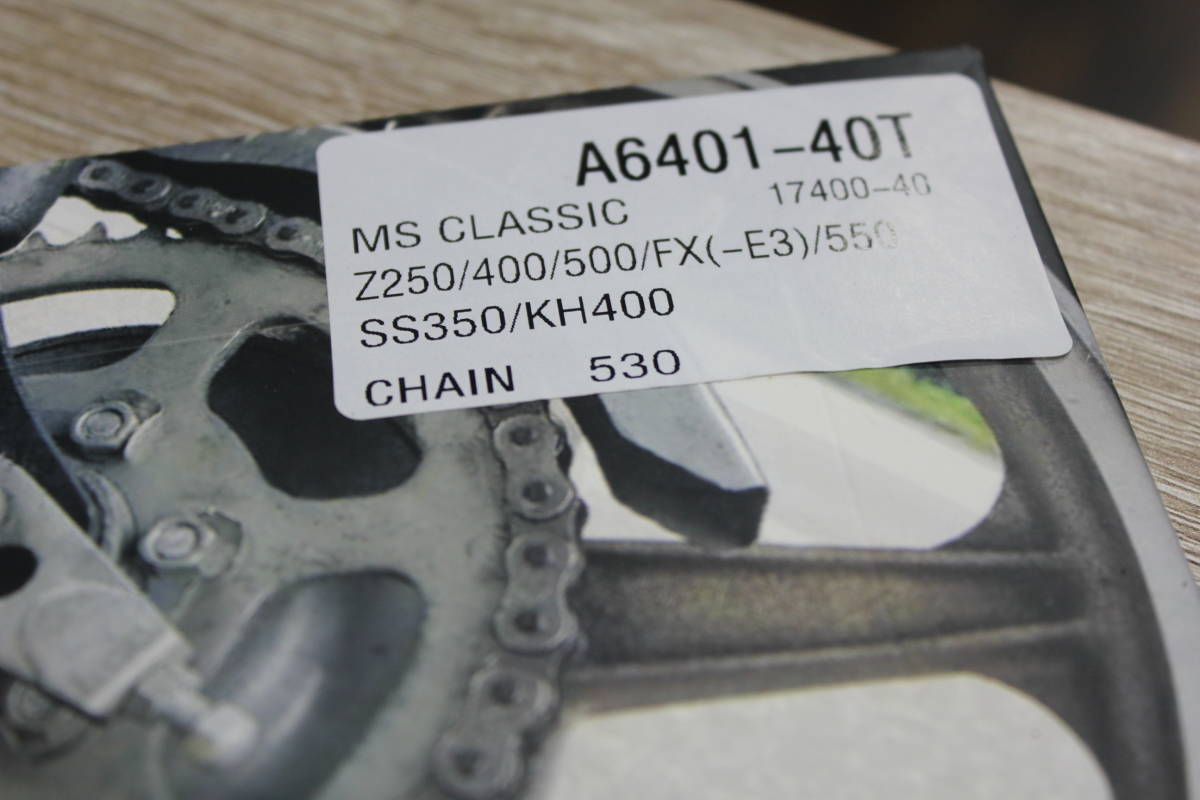 A6401-40T
17400-40
MS CLASSIC
Z250/400/500/FX(-E3)/550
SS350/KH400
CHAIN 530